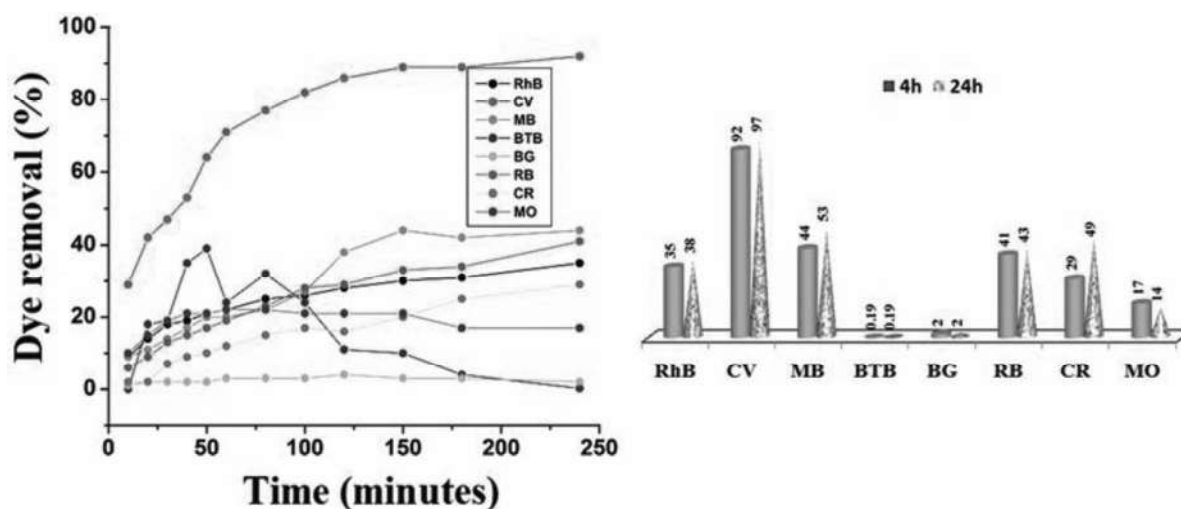 100
80
60
40
20
0
Dye removal (%)
0 50 100 150 200 250
Time (minutes)
RhB
CV
MB
BTB
BG
RB
CR
MO
4h 24h
35 38 92 97 44 53 0.19 0.19 2 2 41 43 29 49 17 14
RhB CV MB BTB BG RB CR MO